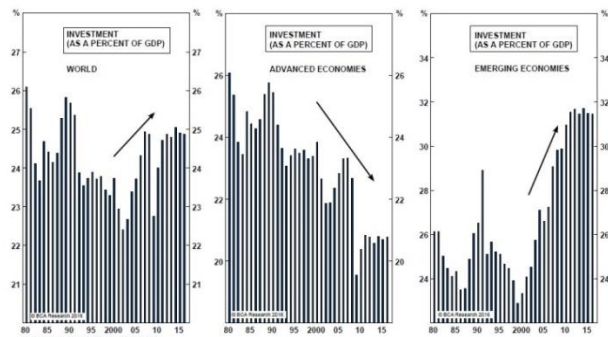 %
%
INVESTMENT
(AS A PERCENT OF GDP)
WORLD
27
27
26
26
25
25
24
24
23
23
22
22
21
21
20
20
© BCA Research 2016
80 85 90 95 2000 05 10 15
%
%
INVESTMENT
(AS A PERCENT OF GDP)
ADVANCED ECONOMIES
26
26
24
24
22
22
20
20
© BCA Research 2016
80 85 90 95 2000 05 10 15
%
%
INVESTMENT
(AS A PERCENT OF GDP)
EMERGING ECONOMIES
34
34
32
32
30
30
28
28
26
26
24
24
© BCA Research 2016
80 85 90 95 2000 05 10 15